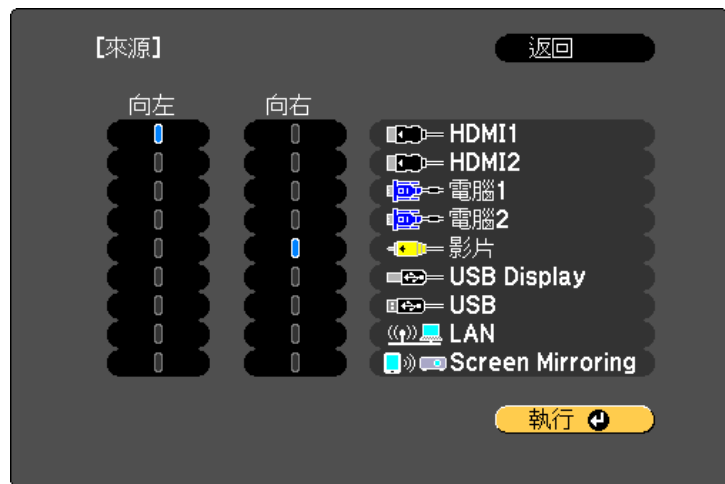 【來源】
返回
向左 向右
HDMI1
HDMI2
電腦1
電腦2
影片
USB Display
USB
LAN
Screen Mirroring
執行